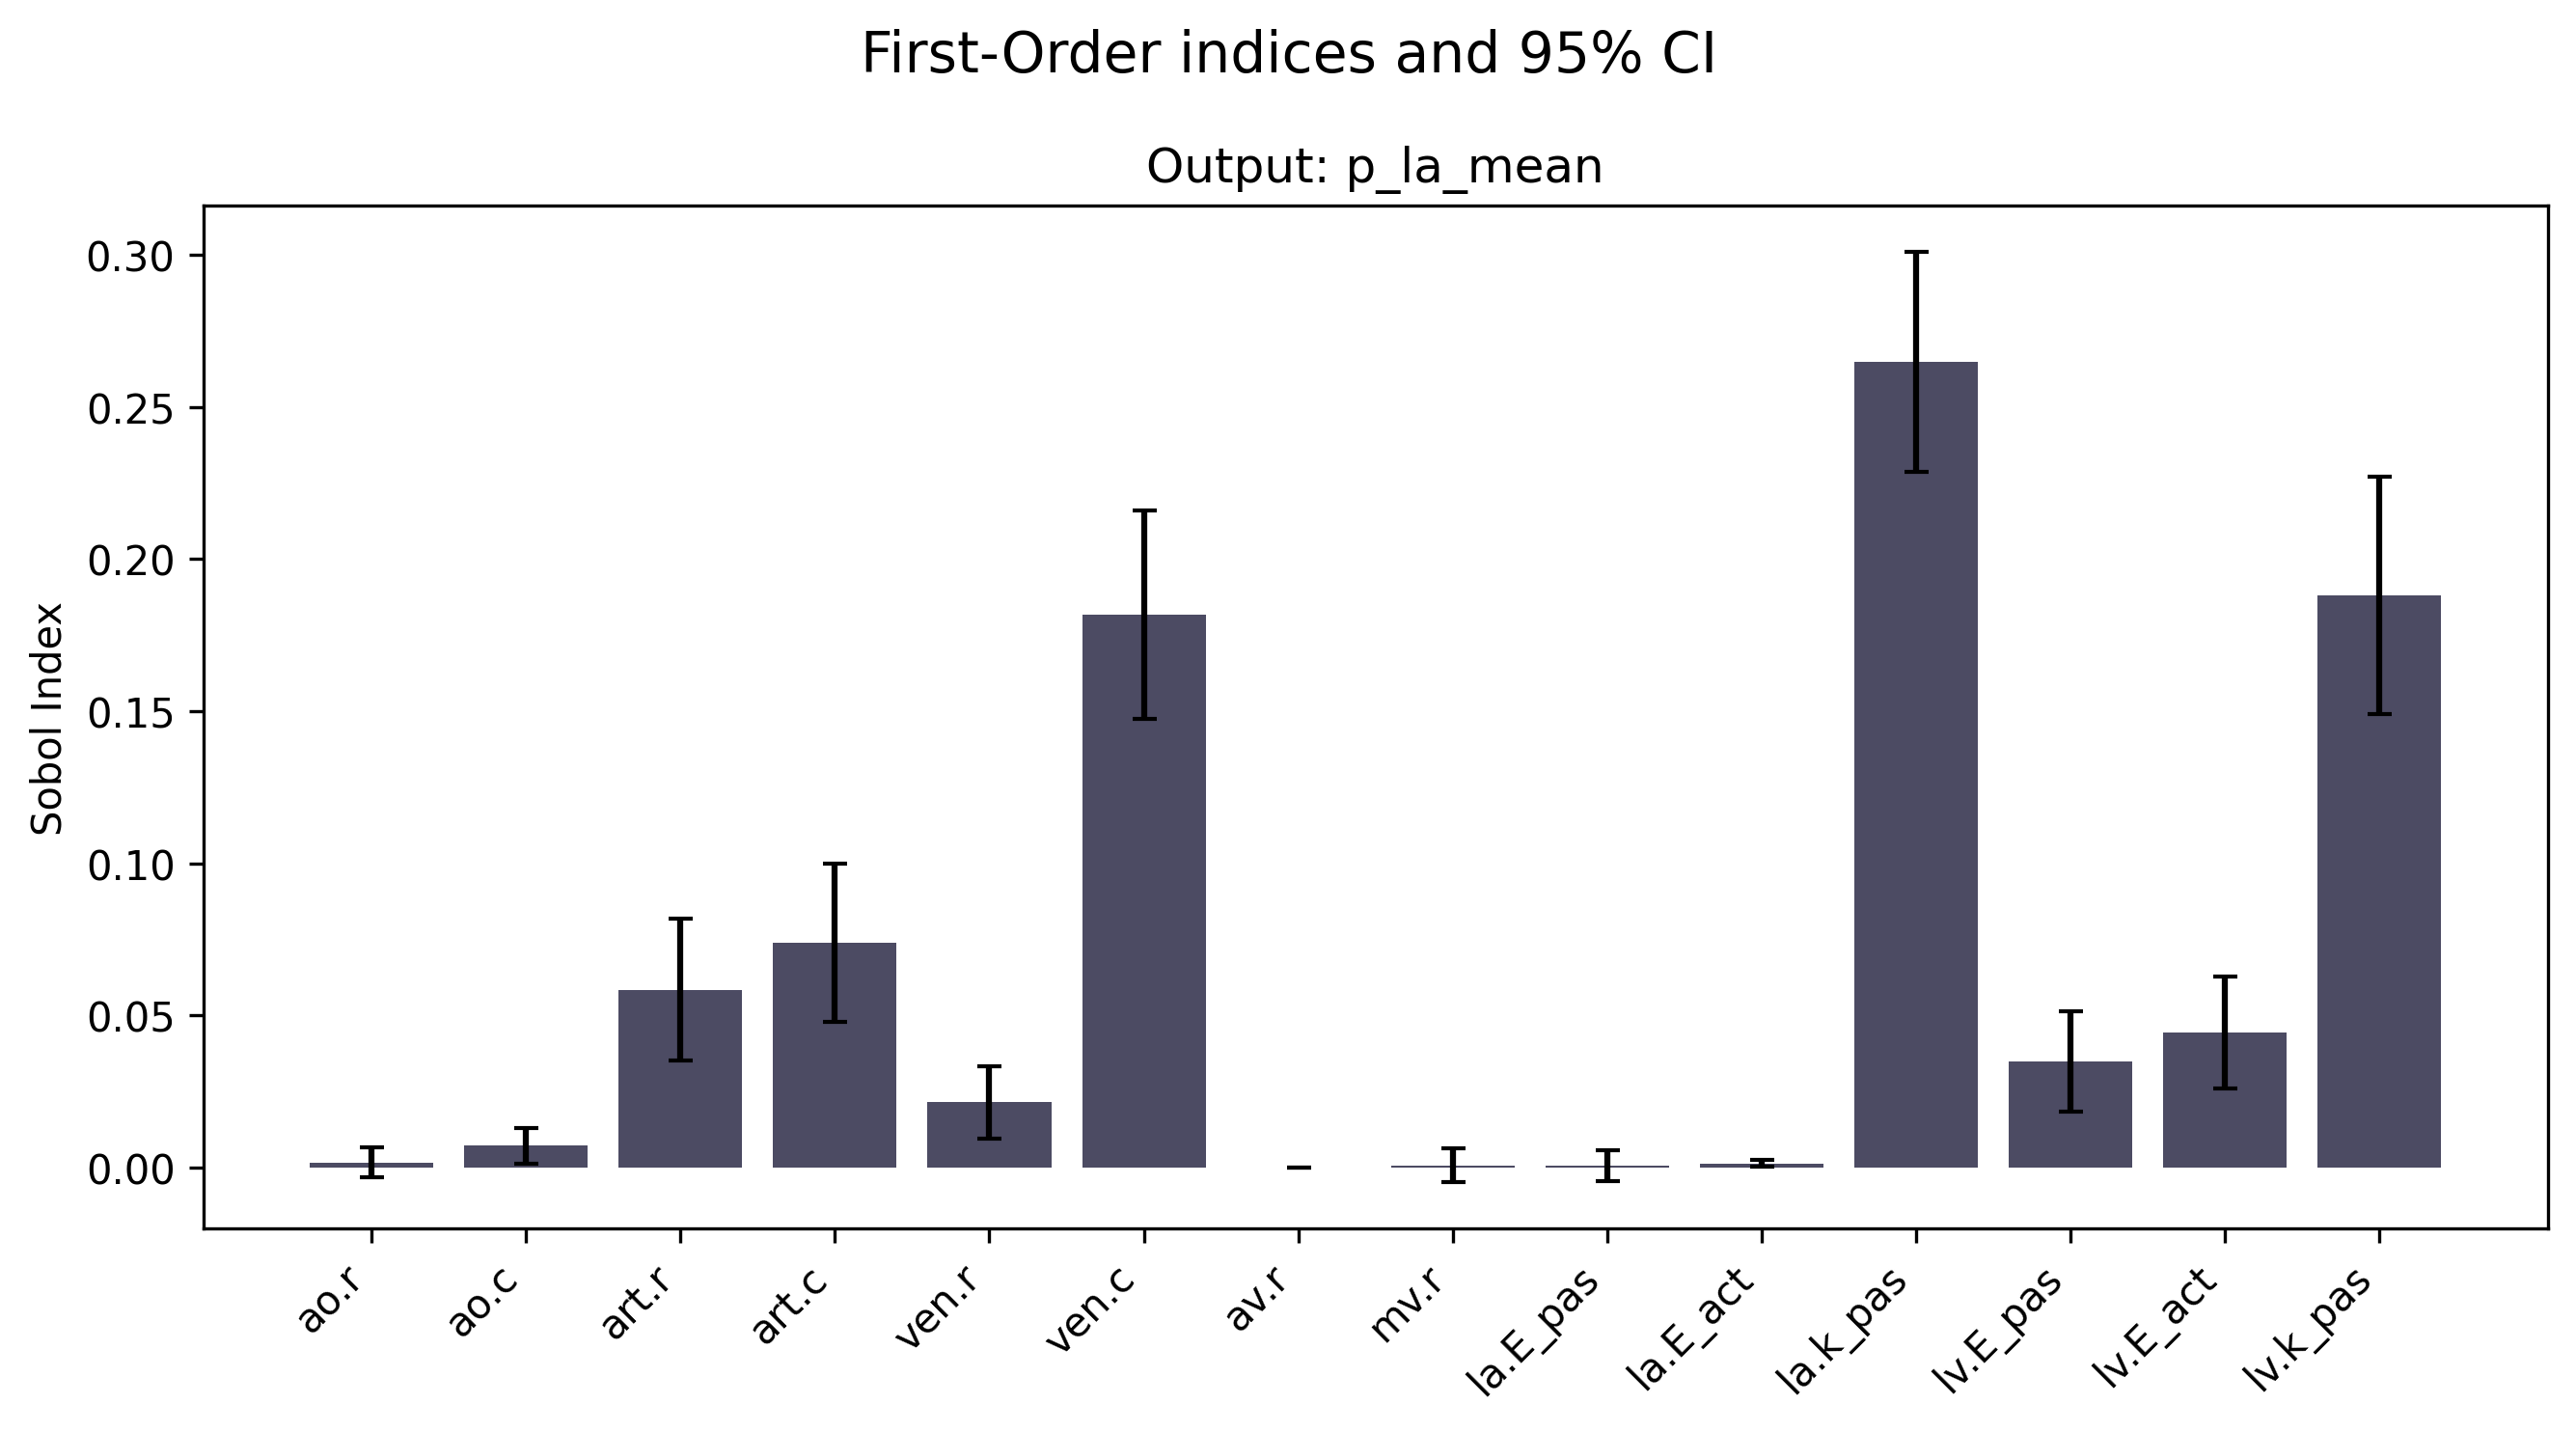 First-Order indices and 95% CI
Output: p_la_mean
Sobol Index
0.30
0.25
0.20
0.15
0.10
0.05
0.00
ao.r
ao.c
art.r
art.c
ven.r
ven.c
av.r
mv.r
la.E_pas
la.E_act
la.k_pas
lv.E_pas
lv.E_act
lv.k_pas